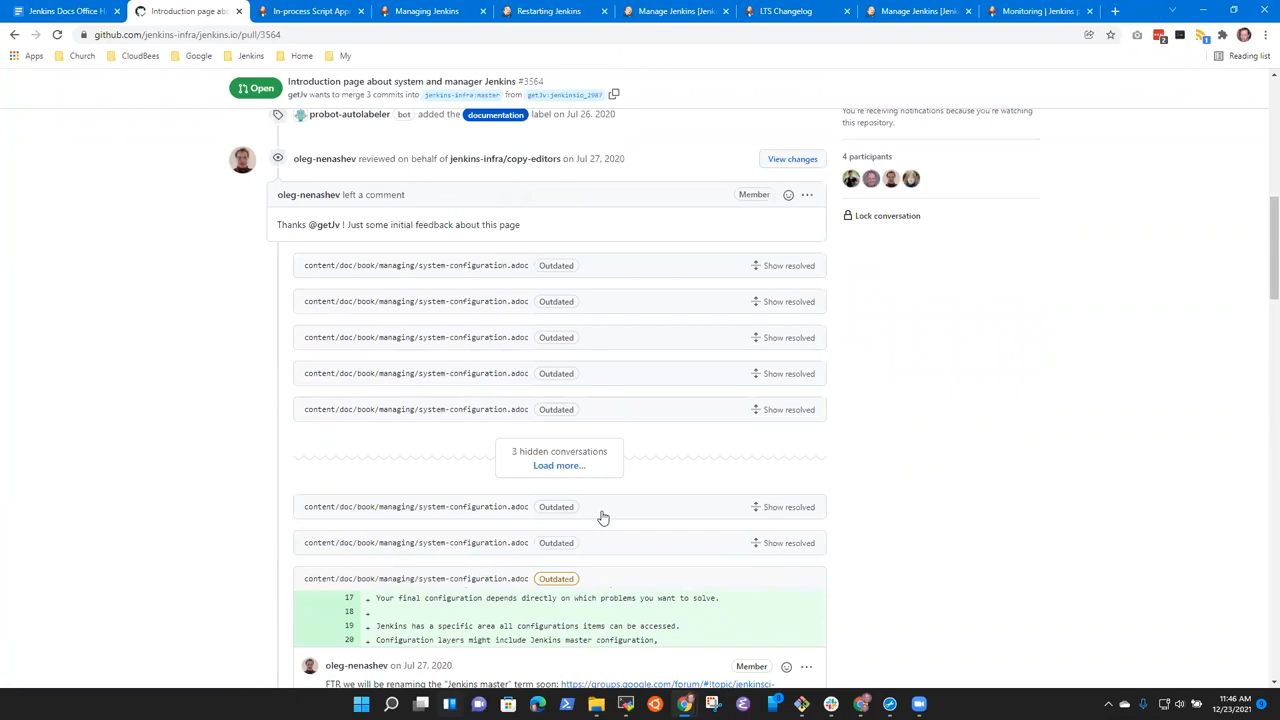 Jenkins Docs Office H
Introduction page abo
In-process Script App
Managing Jenkins
Restarting Jenkins
Manage Jenkins [Jenk
LTS Changelog
Manage Jenkins [Jenk
Monitoring | Jenkins p
github.com/jenkins-infra/jenkins.io/pull/3564
Apps
Church
CloudBees
Google
Jenkins
Home
My
Reading list
Open
Introduction page about system and manager Jenkins #3564
getJv wants to merge 3 commits into jenkins-infra:master from getJv:jenkinsio_2987
probot-autolabeler bot added the documentation label on Jul 26, 2020
You're receiving notifications because you're watching
this repository.
4 participants
Lock conversation
oleg-nenashev reviewed on behalf of jenkins-infra/copy-editors on Jul 27, 2020
View changes
oleg-nenashev left a comment
Member
Thanks @getJv ! Just some initial feedback about this page
content/doc/book/managing/system-configuration.adoc Outdated Show resolved
content/doc/book/managing/system-configuration.adoc Outdated Show resolved
content/doc/book/managing/system-configuration.adoc Outdated Show resolved
content/doc/book/managing/system-configuration.adoc Outdated Show resolved
content/doc/book/managing/system-configuration.adoc Outdated Show resolved
3 hidden conversations
Load more...
content/doc/book/managing/system-configuration.adoc Outdated Show resolved
content/doc/book/managing/system-configuration.adoc Outdated Show resolved
content/doc/book/managing/system-configuration.adoc Outdated
17 + Your final configuration depends directly on which problems you want to solve.
18 +
19 + Jenkins has a specific area all configurations items can be accessed.
20 + Configuration layers might include Jenkins master configuration,
oleg-nenashev on Jul 27, 2020
Member
FTR we will be renaming the "Jenkins master" term soon: https://groups.google.com/forum/#!topic/jenkinsci-
11:46 AM
12/23/2021